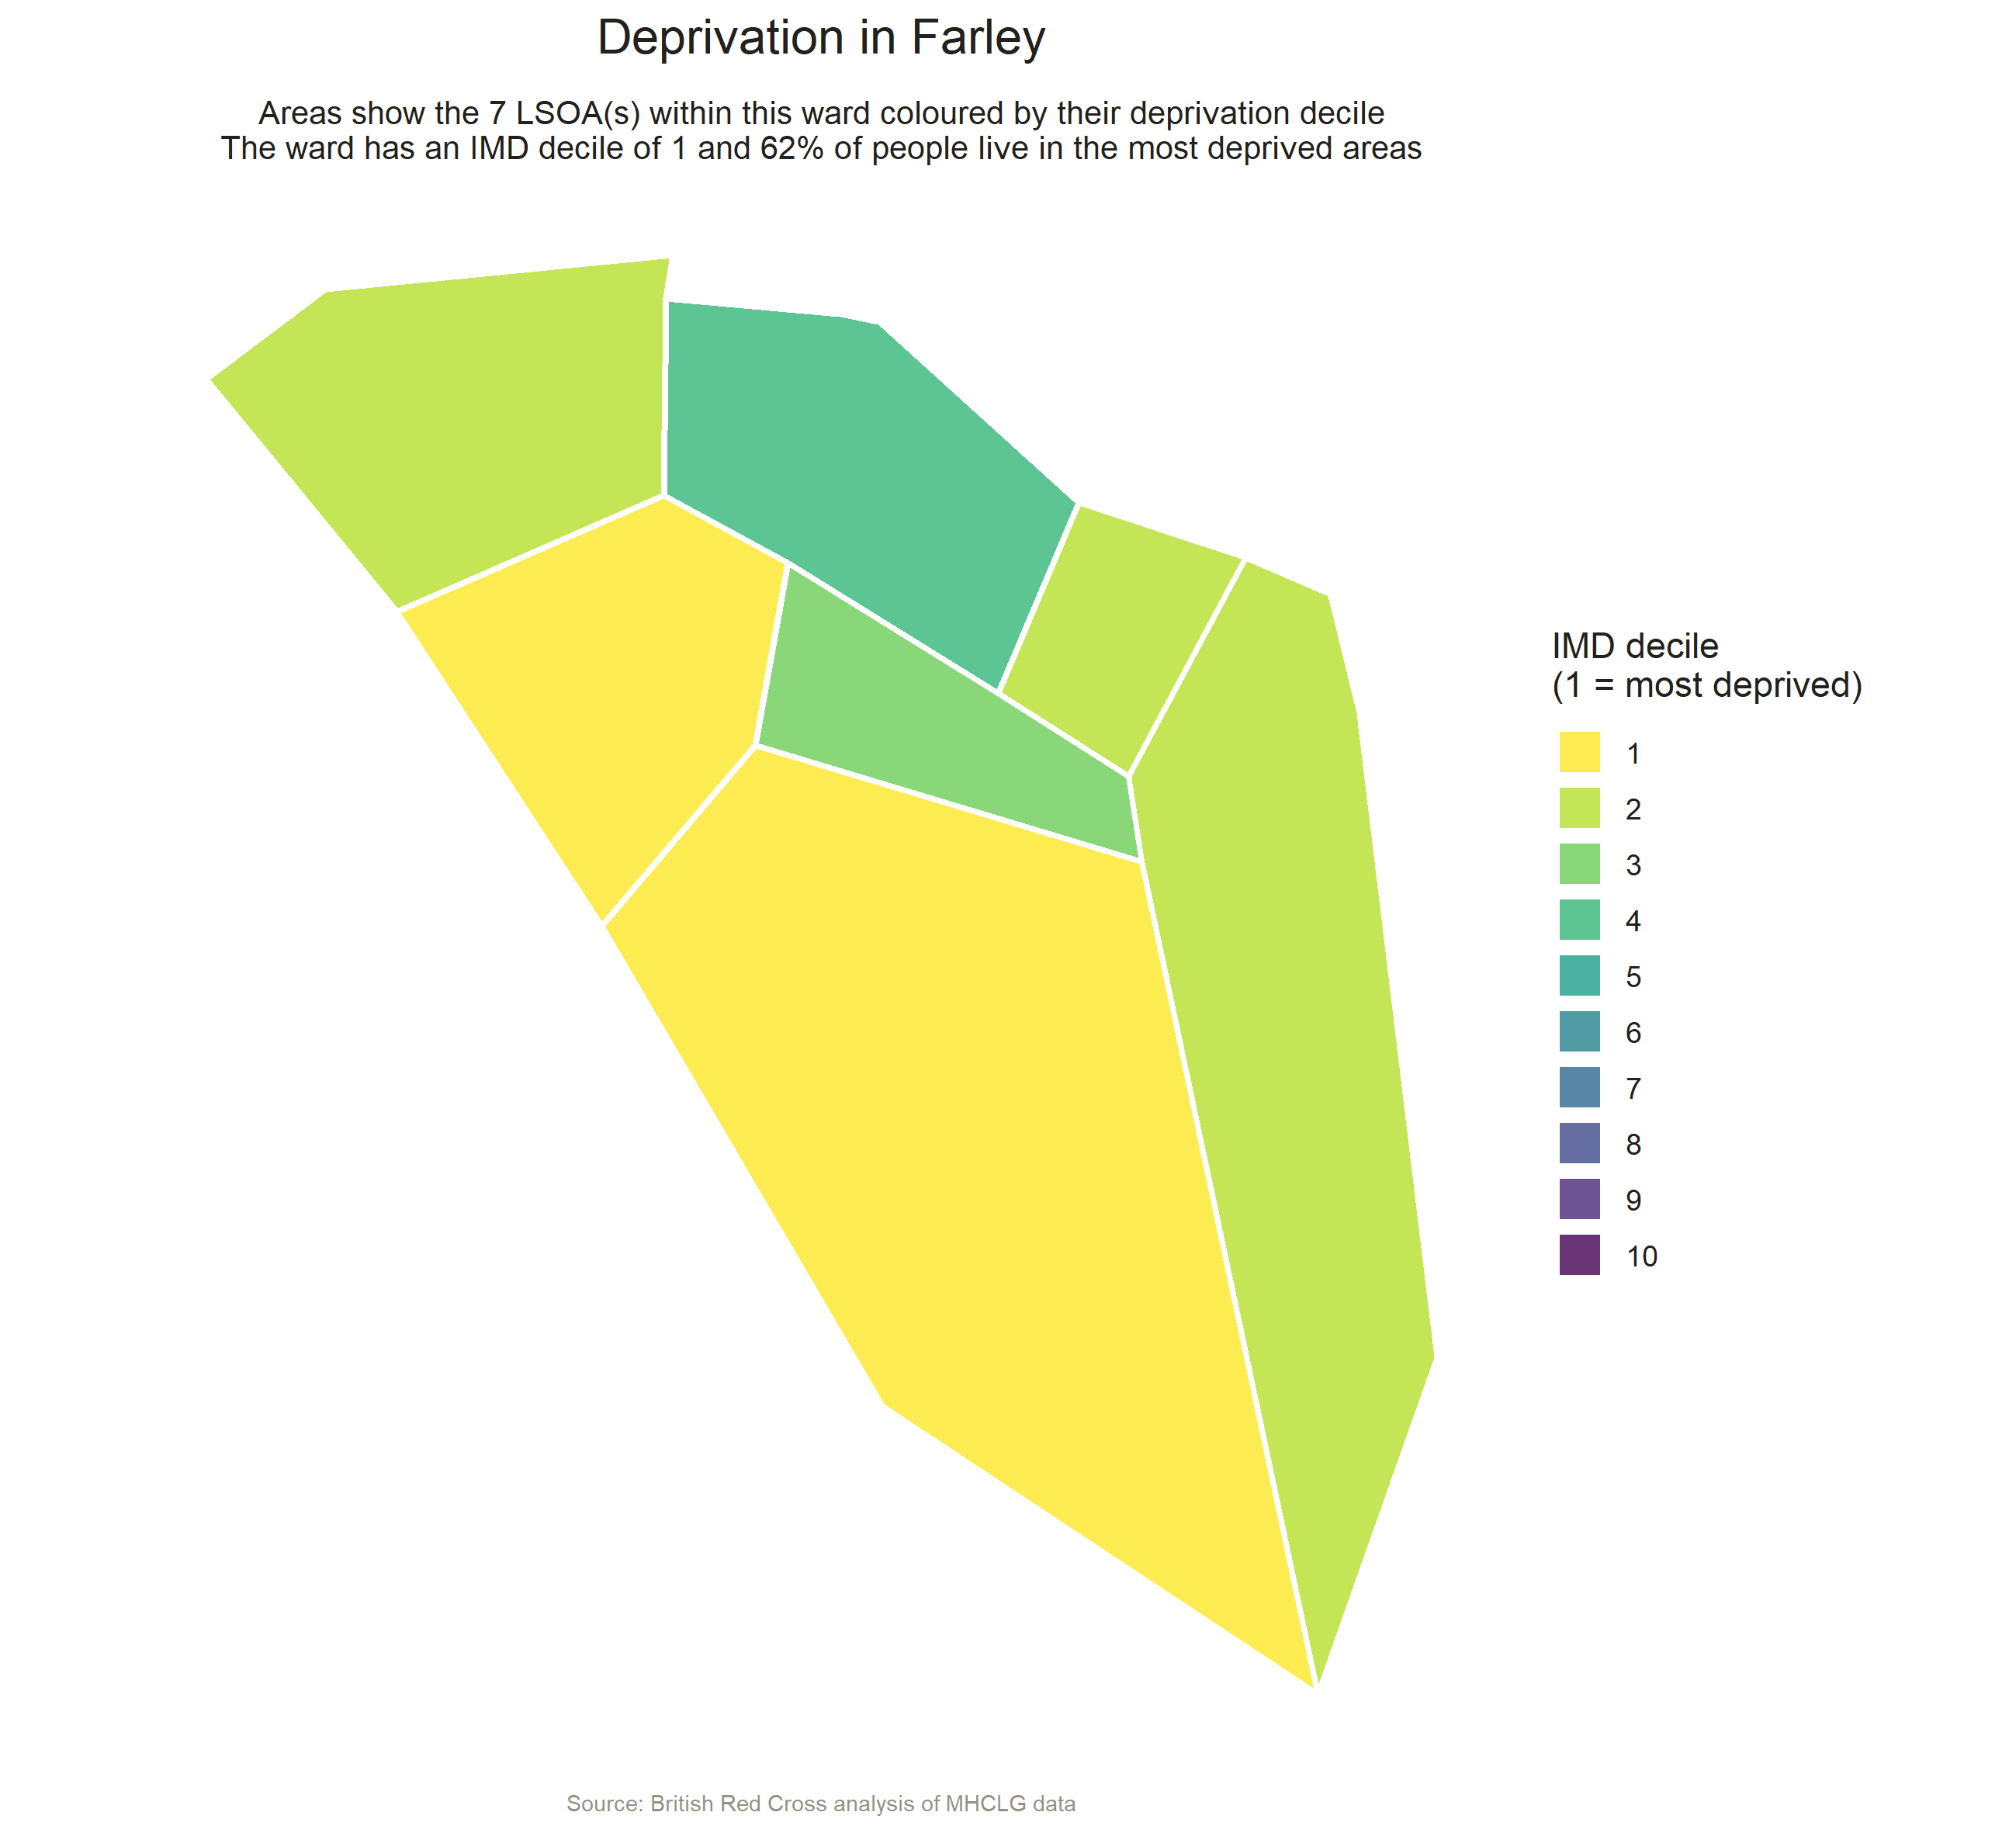 Deprivation in Farley
Areas show the 7 LSOA(s) within this ward coloured by their deprivation decile
The ward has an IMD decile of 1 and 62% of people live in the most deprived areas
IMD decile
(1 = most deprived)
1
2
3
4
5
6
7
8
9
10
Source: British Red Cross analysis of MHCLG data